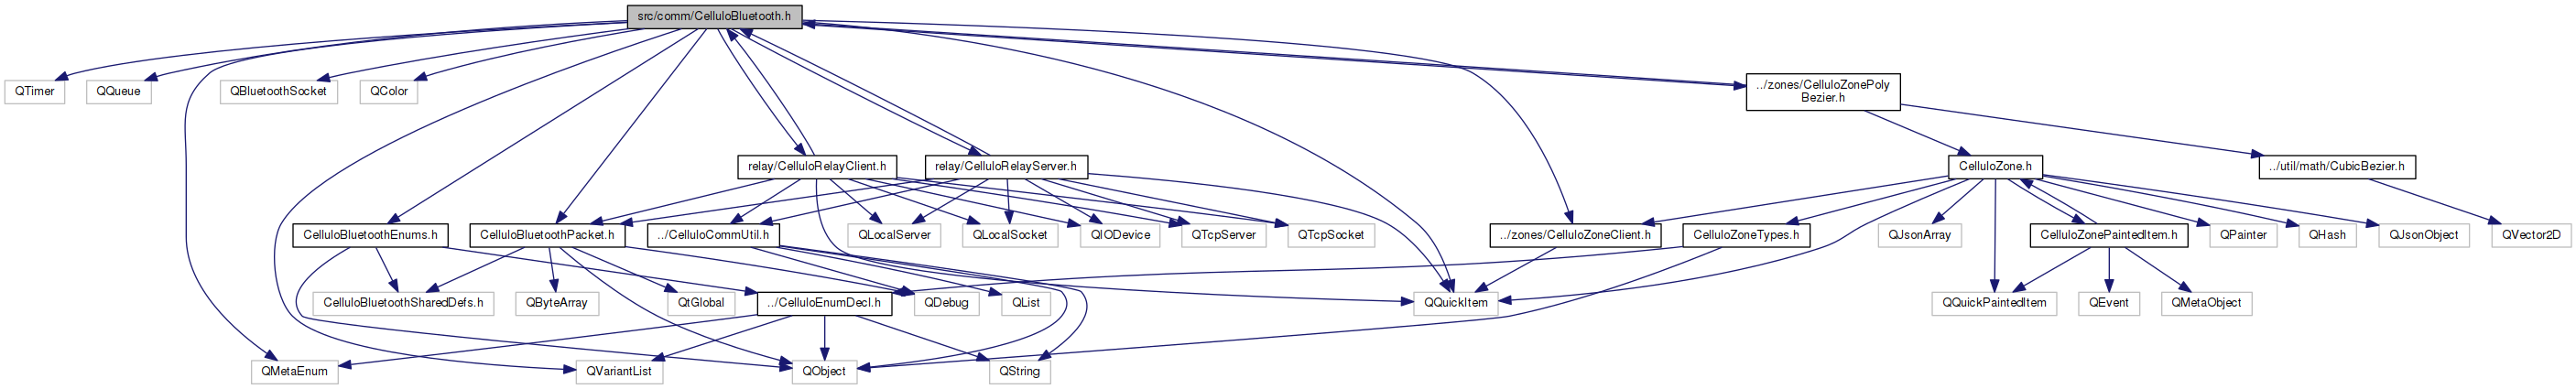 src/comm/CelluloBluetooth.h
QTimer
QQueue
QBluetoothSocket
QColor
../zones/CelluloZonePoly
Bezier.h
relay/CelluloRelayClient.h
relay/CelluloRelayServer.h
CelluloZone.h
../util/math/CubicBezier.h
CelluloBluetoothEnums.h
CelluloBluetoothPacket.h
../CelluloCommUtil.h
QLocalServer
QLocalSocket
QIODevice
QTcpServer
QTcpSocket
../zones/CelluloZoneClient.h
CelluloZoneTypes.h
QJsonArray
CelluloZonePaintedItem.h
QPainter
QHash
QJsonObject
QVector2D
CelluloBluetoothSharedDefs.h
QByteArray
QtGlobal
../CelluloEnumDecl.h
QDebug
QList
QQuickItem
QQuickPaintedItem
QEvent
QMetaObject
QMetaEnum
QVariantList
QObject
QString